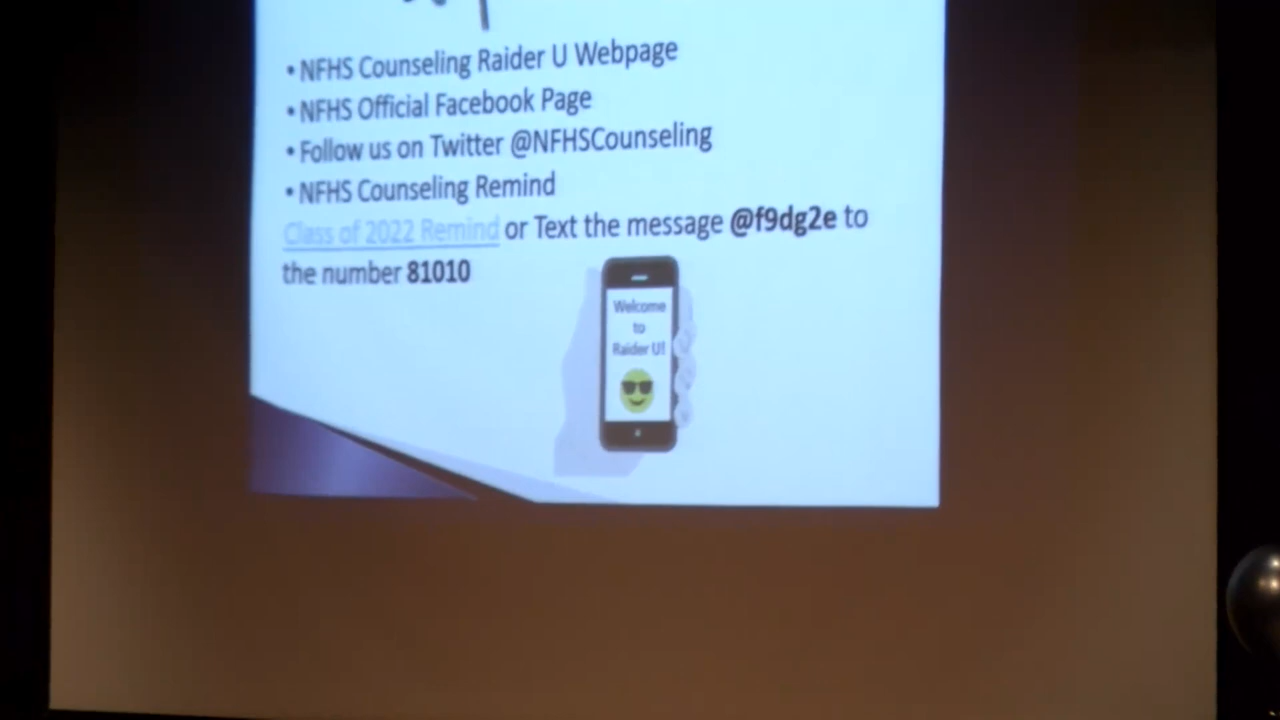 • NFHS Counseling Raider U Webpage
• NFHS Official Facebook Page
• Follow us on Twitter @NFHSCounseling
• NFHS Counseling Remind
Class of 2022 Remind or Text the message @f9dg2e to
the number 81010
Welcome
to
Raider U!